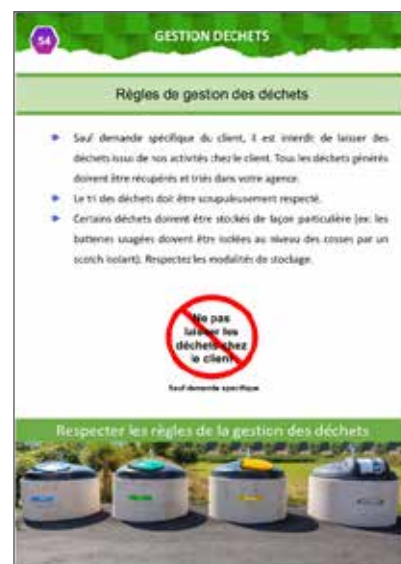 54
GESTION DECHETS
Règles de gestion des déchets
Sauf demande spécifique du client, il est interdit de laisser des
déchets issus de nos activités chez le client. Tous les déchets générés
doivent être récupérés et triés dans votre agence.
Le tri des déchets doit être scrupuleusement respecté.
Certains déchets doivent être stockés de façon particulière (ex: les
batteries usagées doivent être isolées au niveau des cosses par un
scotch isolant). Respectez les modalités de stockage.
Ne pas
laisser les
déchets chez
le client
Sauf demande spécifique
Respecter les règles de la gestion des déchets